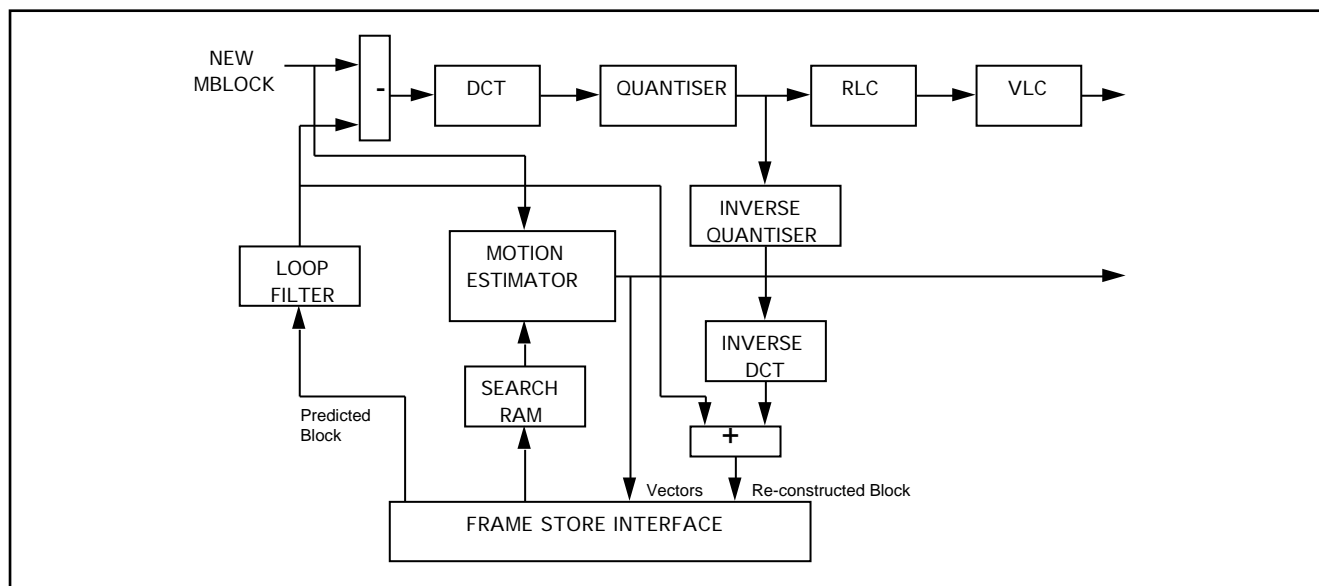 NEW
MBLOCK
-
DCT
QUANTISER
RLC
VLC
INVERSE
QUANTISER
MOTION
ESTIMATOR
LOOP
FILTER
INVERSE
DCT
SEARCH
RAM
Predicted
Block
+
Vectors
Re-constructed Block
FRAME STORE INTERFACE